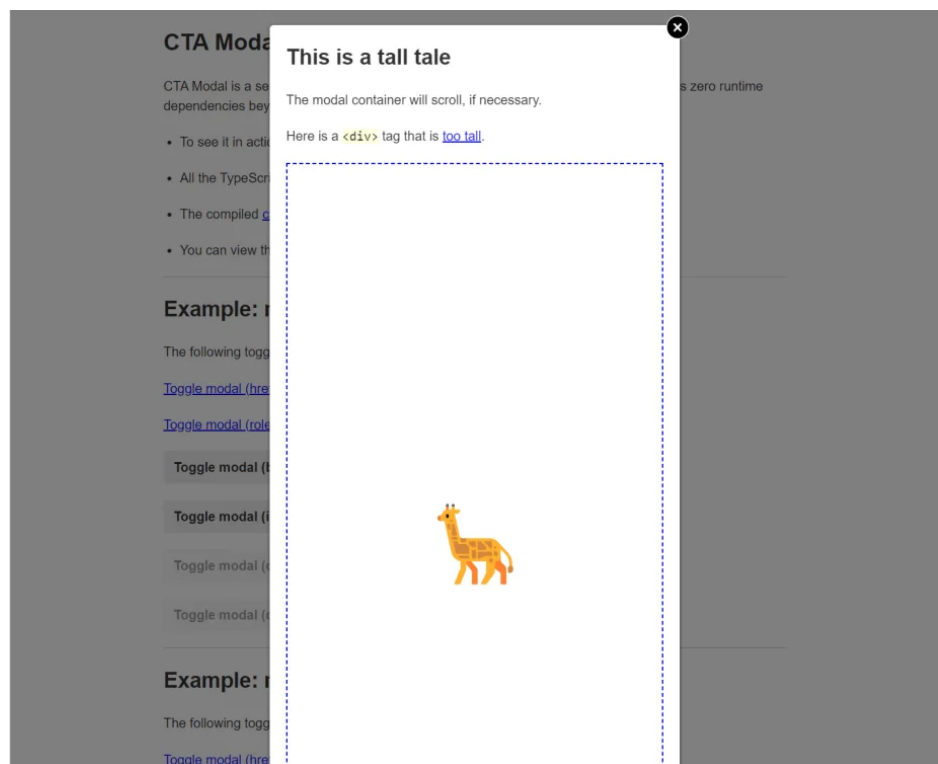 CTA Moda
CTA Modal is a se
s zero runtime
dependencies bey
To see it in actio
All the TypeScri
The compiled c
You can view th
Example: m
The following togg
Toggle modal (hre
Toggle modal (role
Toggle modal (b
Toggle modal (i
Toggle modal (
Toggle modal (
Example: m
The following togg
Toggle modal (hre
This is a tall tale
The modal container will scroll, if necessary.
Here is a <div> tag that is too tall.